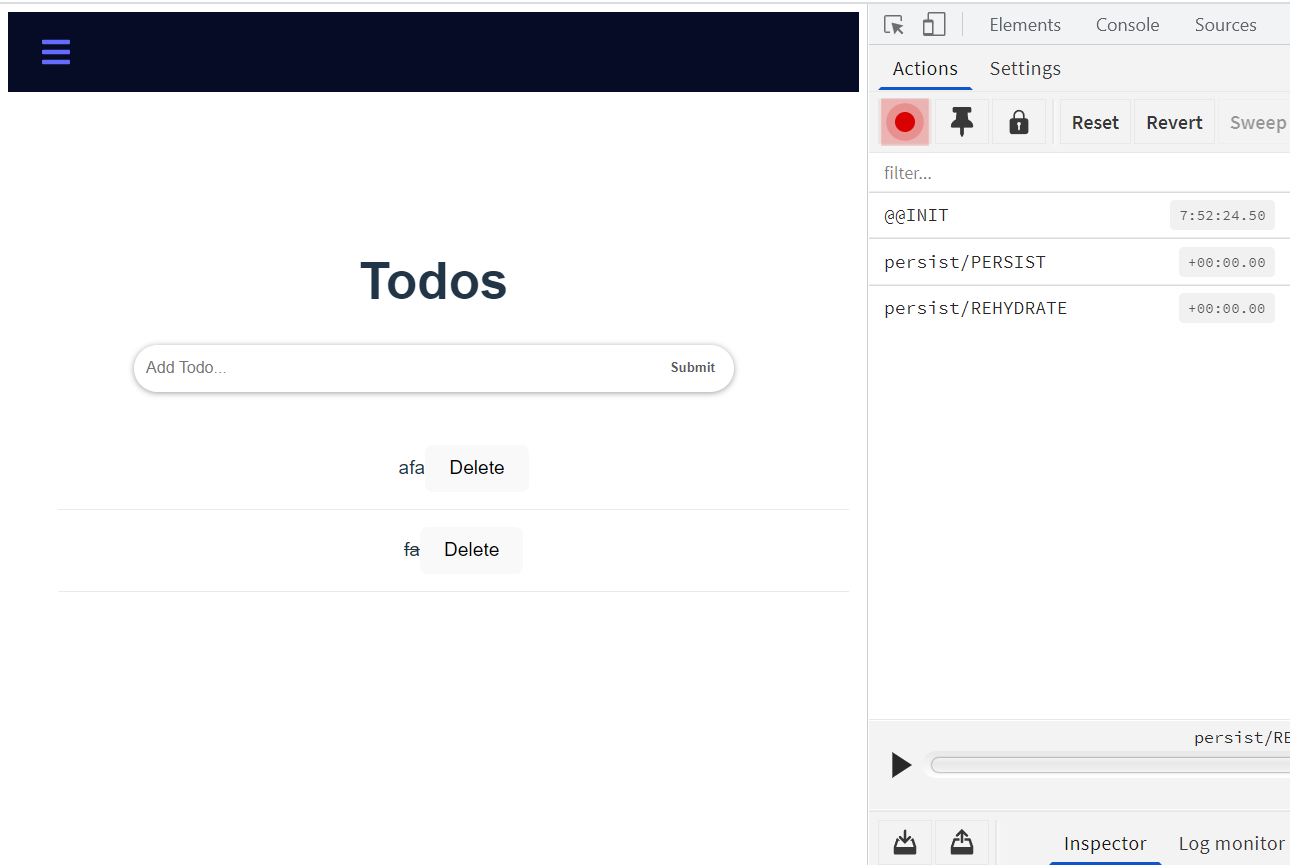 Elements Console Sources
Actions Settings
Reset Revert Sweep
filter...
@@INIT 7:52:24.50
persist/PERSIST +00:00.00
persist/REHYDRATE +00:00.00
Todos
Add Todo... Submit
afa Delete
fa Delete
persist/RE
Inspector Log monitor